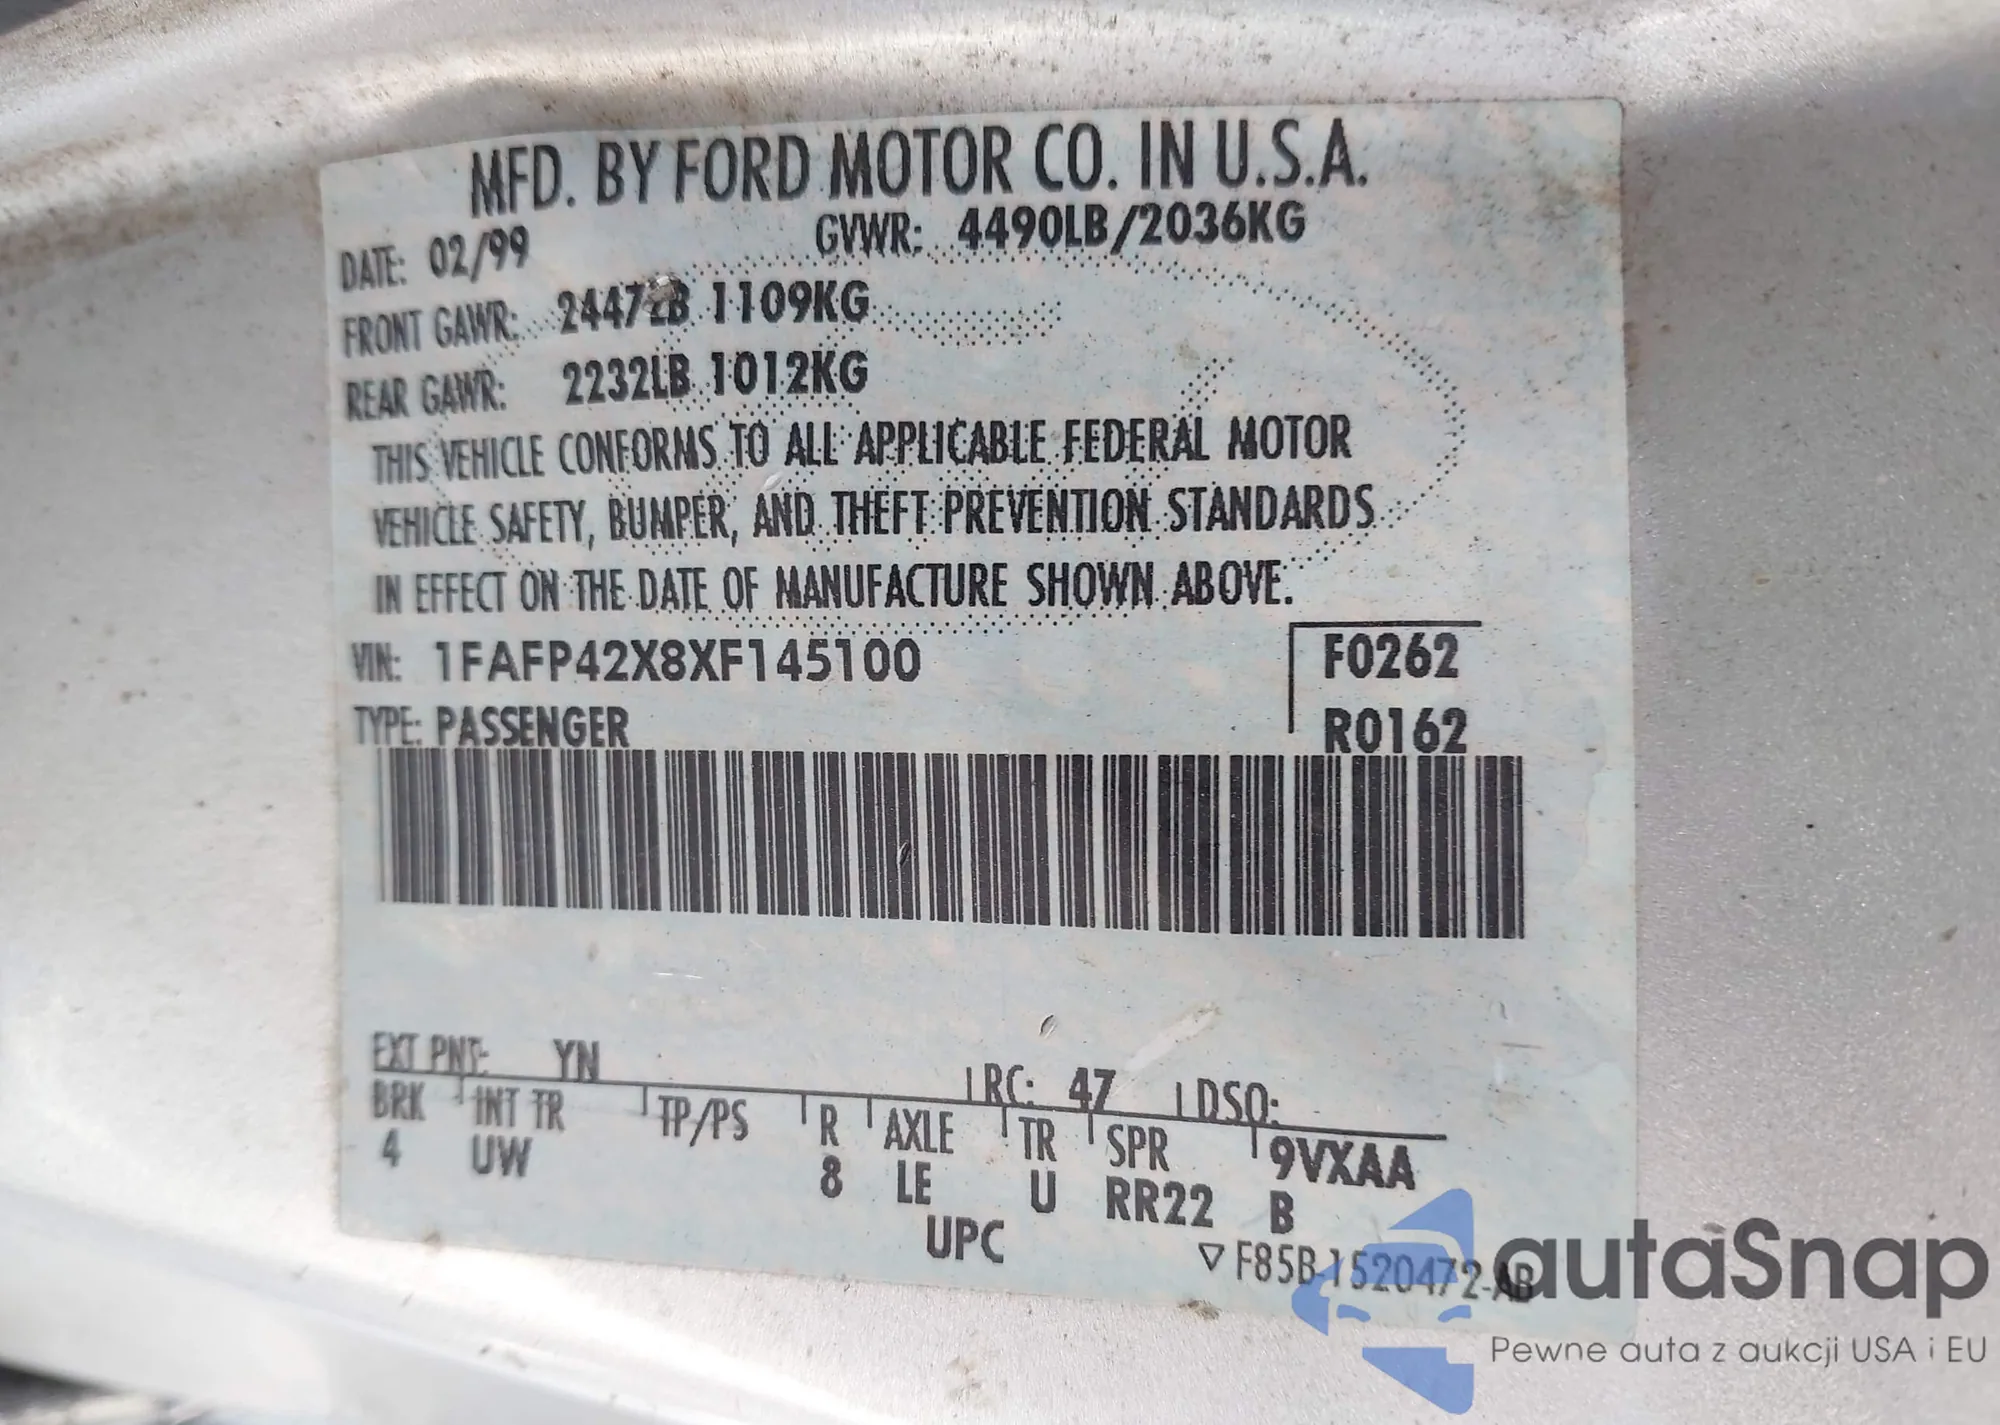 MFD. BY FORD MOTOR CO. IN U.S.A.
DATE: 02/99 GVWR: 4490LB/2036KG
FRONT GAWR: 2447LB 1109KG
REAR GAWR: 2232LB 1012KG
THIS VEHICLE CONFORMS TO ALL APPLICABLE FEDERAL MOTOR
VEHICLE SAFETY, BUMPER, AND THEFT PREVENTION STANDARDS
IN EFFECT ON THE DATE OF MANUFACTURE SHOWN ABOVE.
VIN: 1FAFP42X8XF145100 F0262
TYPE: PASSENGER R0162
EXT PNT: YN RC: 47 DSO:
BRK INT TR TP/PS R AXLE TR SPR 9VXAA
4 UW 8 LE U RR22 B
UPC
▽ F85B-1520472-AB
autaSnap
Pewne auta z aukcji USA i EU